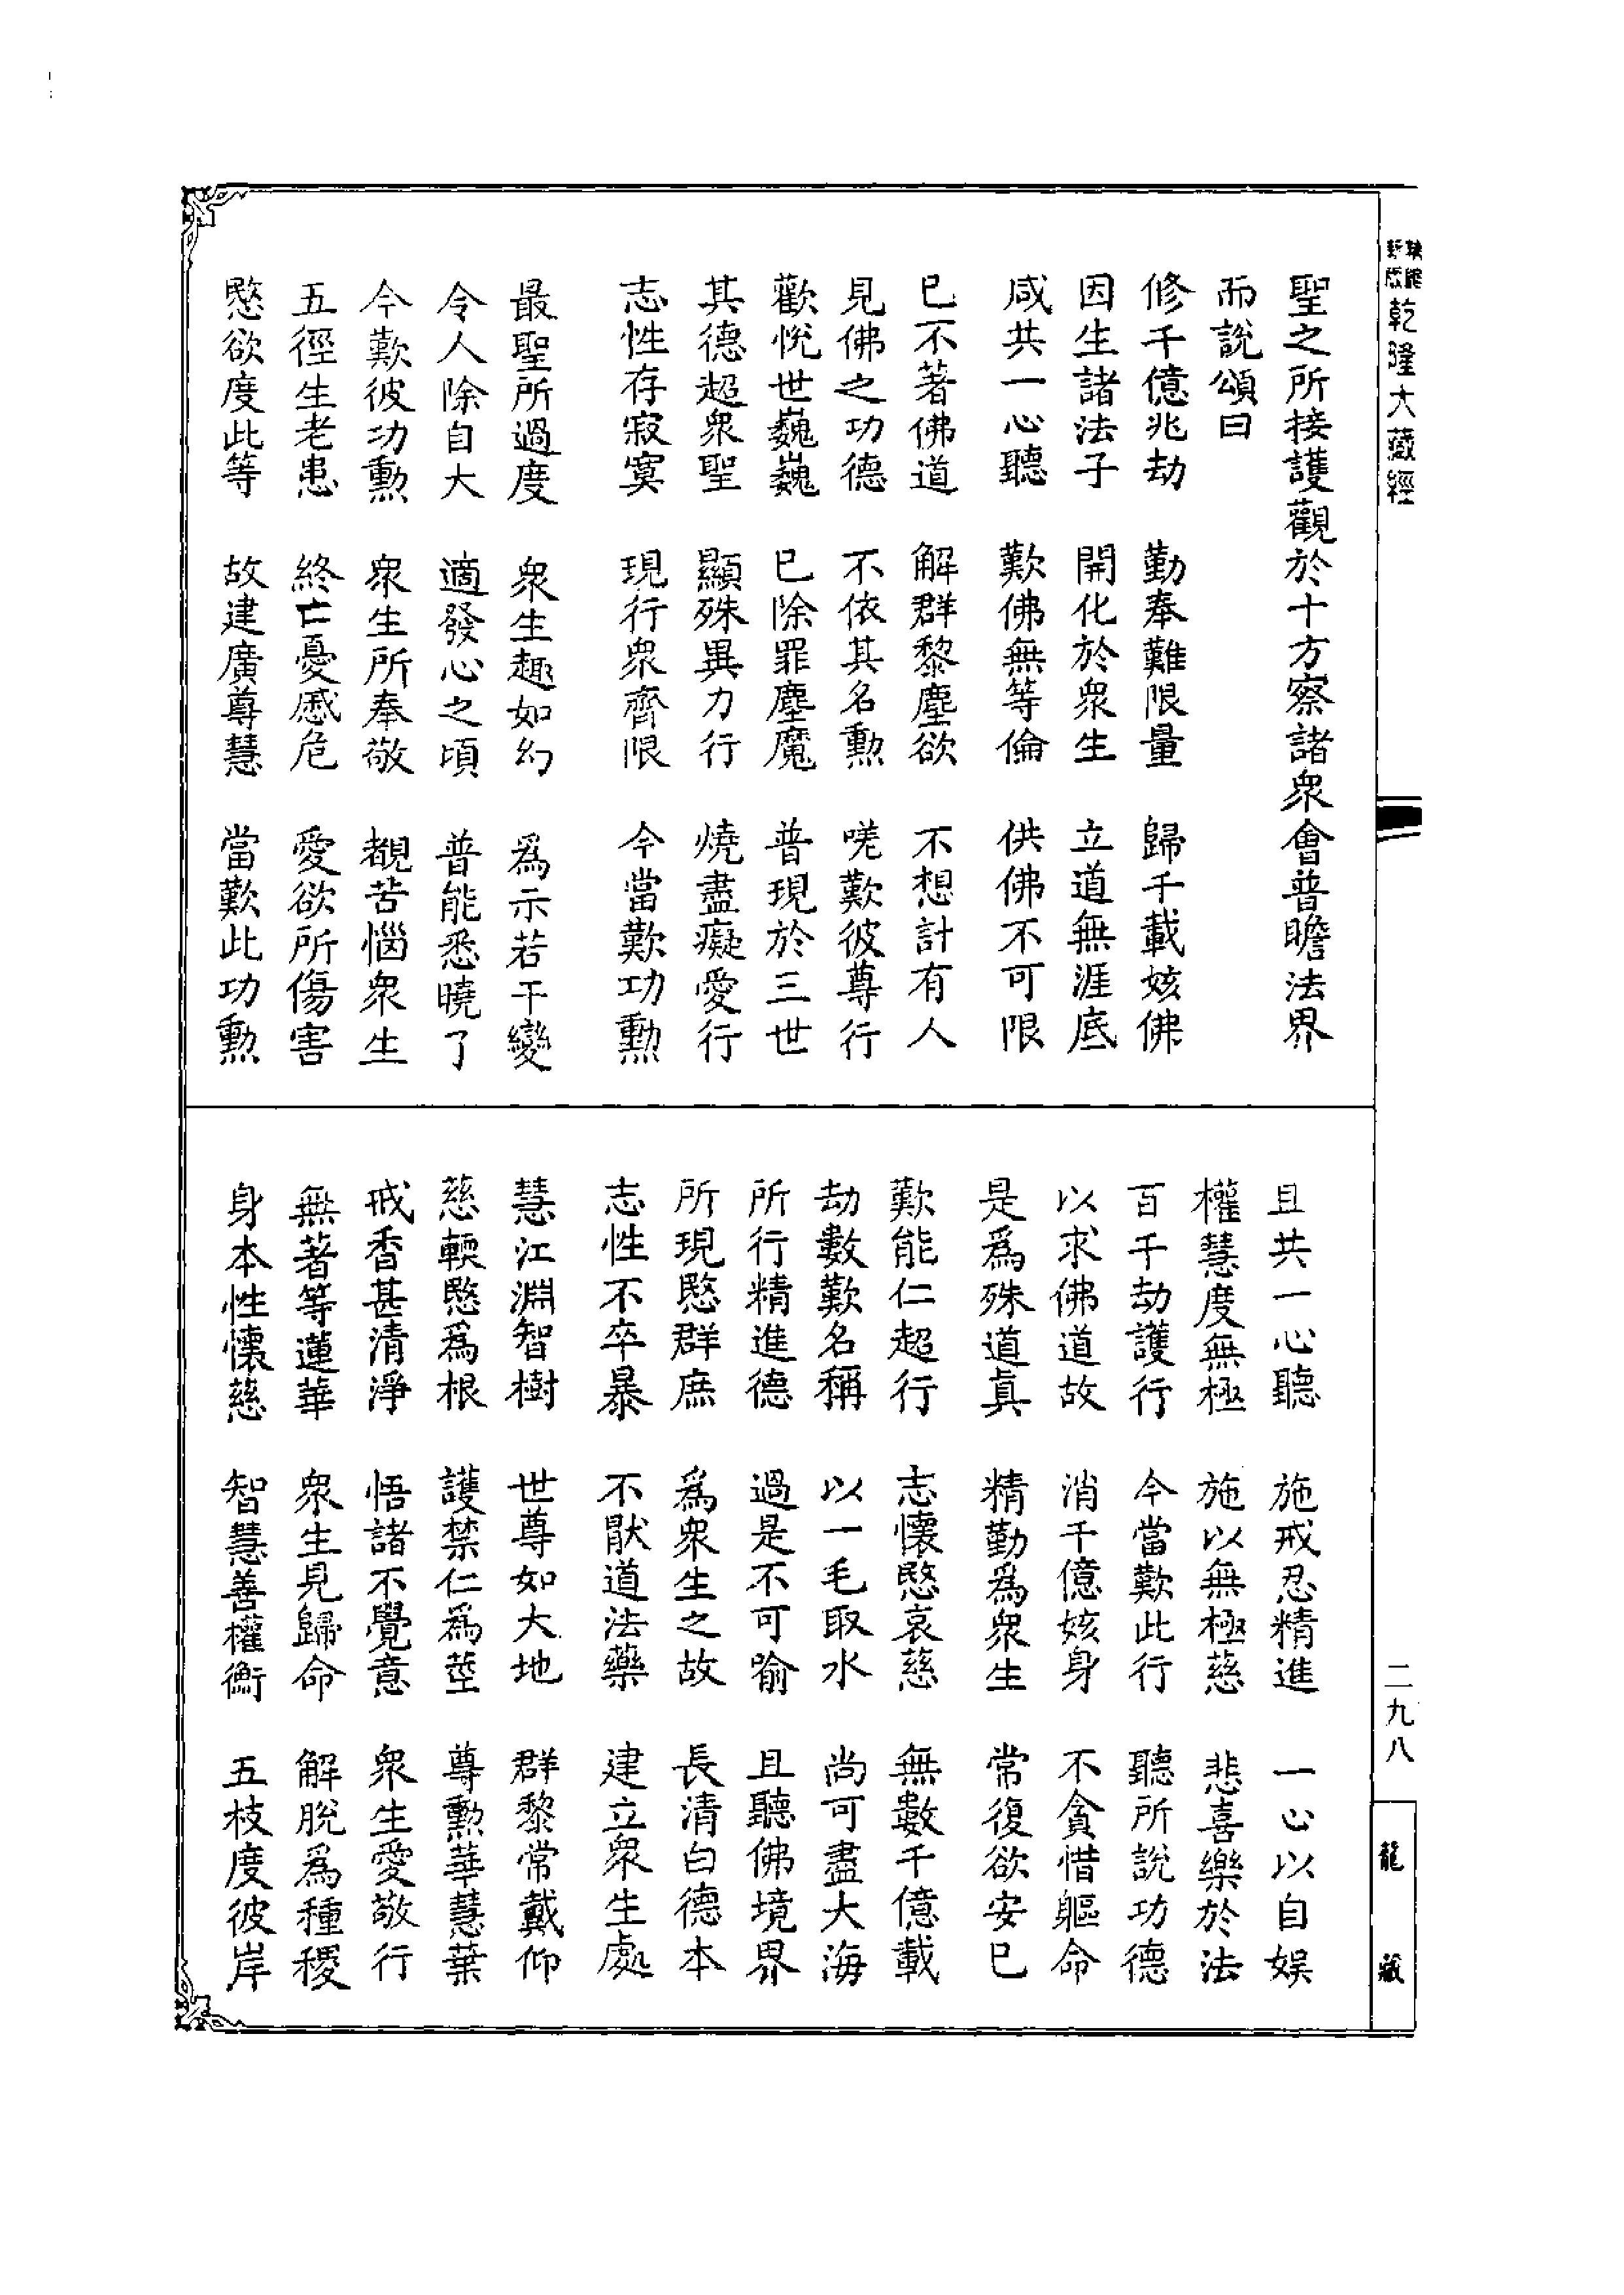 乾隆大藏經
聖之所接護觀於十方察諸衆會普瞻法界
而說頌曰
修千億兆劫 勤奉難限量 歸千載姟佛
因生諸法子 開化於衆生 立道無涯底
咸共一心聽 歎佛無等倫 供佛不可限
已不著佛道 解群黎塵欲 不想計有人
見佛之功德 不依其名勲 嗟歎彼尊行
歡悅世巍巍 已除罪塵魔 普現於三世
其德超衆聖 顯殊異力行 燒盡癡愛行
志性存寂寞 現行衆齊限 今當歎功勲
最聖所過度 衆生趣如幻 爲示若干變
令人除自大 適發心之頃 普能悉曉了
今歎彼功勲 衆生所奉敬 覩苦惱衆生
五徑生老患 終亡憂慼危 愛欲所傷害
愍欲度此等 故建廣尊慧 當歎此功勲
且共一心聽 施戒忍精進 一心以自娱
權慧度無極 施以無極慈 悲喜樂於法
百千劫護行 今當歎此行 聽所說功德
以求佛道故 消千億姟身 不貪惜軀命
是爲殊道真 精勤爲衆生 常復欲安已
歎能仁超行 志懷愍哀慈 無數千億載
劫數歎名稱 以一毛取水 尚可盡大海
所行精進德 過是不可喻 且聽佛境界
所現愍群庶 爲衆生之故 長清白德本
志性不卒暴 不猒道法藥 建立衆生處
慧江淵智樹 世尊如大地 群黎常戴仰
慈輭愍爲根 護禁仁爲莖 尊勲華慧葉
戒香甚清淨 悟諸不覺意 衆生愛敬行
無著等蓮華 衆生見歸命 解脫爲種稷
身本性懷慈 智慧善權衡 五枝度彼岸
二九八
龍藏